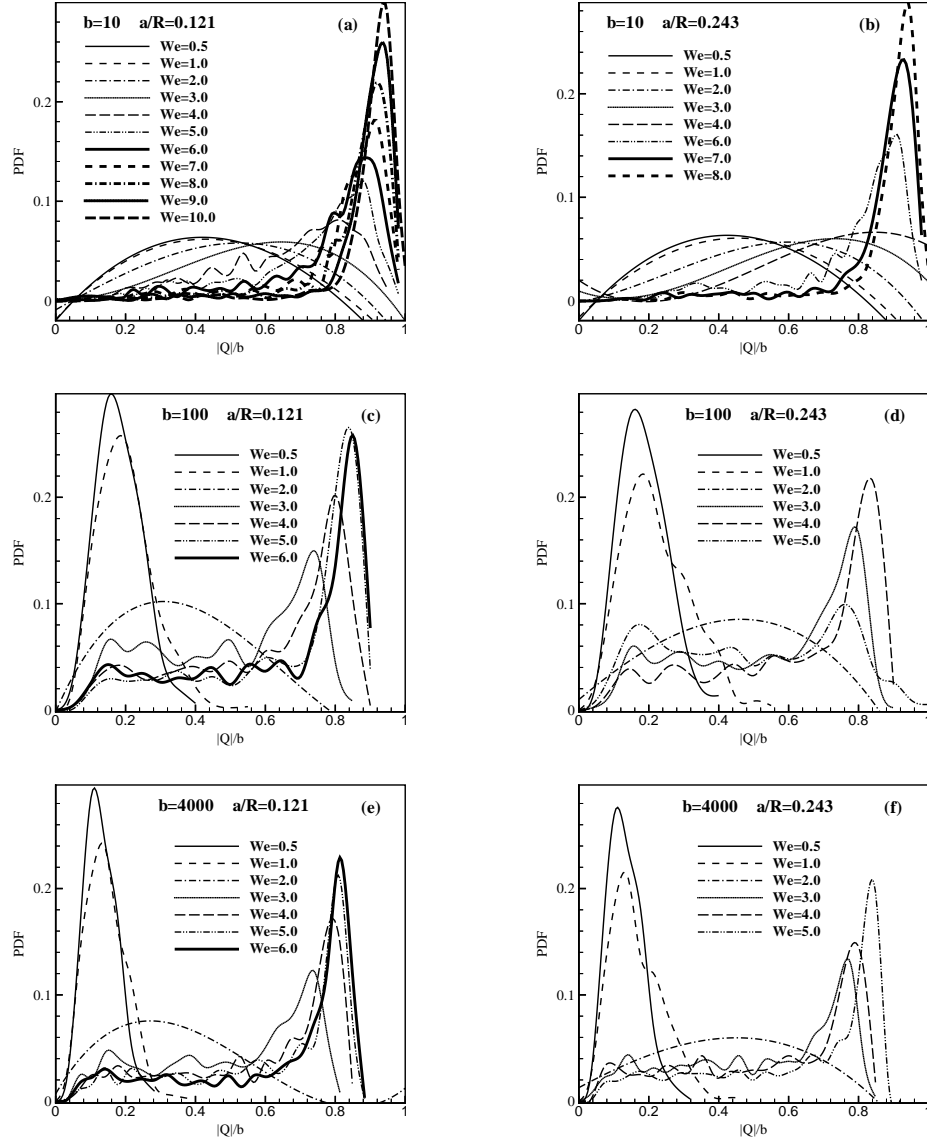 b=10 a/R=0.121 (a)
We=0.5
We=1.0
We=2.0
We=3.0
We=4.0
We=5.0
We=6.0
We=7.0
We=8.0
We=9.0
We=10.0
PDF
0.2
0.1
0
0 0.2 0.4 0.6 0.8 1
|Q|/b
b=10 a/R=0.243 (b)
We=0.5
We=1.0
We=2.0
We=3.0
We=4.0
We=6.0
We=7.0
We=8.0
PDF
0.2
0.1
0
0 0.2 0.4 0.6 0.8 1
|Q|/b
b=100 a/R=0.121 (c)
We=0.5
We=1.0
We=2.0
We=3.0
We=4.0
We=5.0
We=6.0
PDF
0.2
0.1
0
0 0.2 0.4 0.6 0.8 1
|Q|/b
b=100 a/R=0.243 (d)
We=0.5
We=1.0
We=2.0
We=3.0
We=4.0
We=5.0
PDF
0.2
0.1
0
0 0.2 0.4 0.6 0.8 1
|Q|/b
b=4000 a/R=0.121 (e)
We=0.5
We=1.0
We=2.0
We=3.0
We=4.0
We=5.0
We=6.0
PDF
0.2
0.1
0
0 0.2 0.4 0.6 0.8 1
|Q|/b
b=4000 a/R=0.243 (f)
We=0.5
We=1.0
We=2.0
We=3.0
We=4.0
We=5.0
PDF
0.2
0.1
0
0 0.2 0.4 0.6 0.8 1
|Q|/b